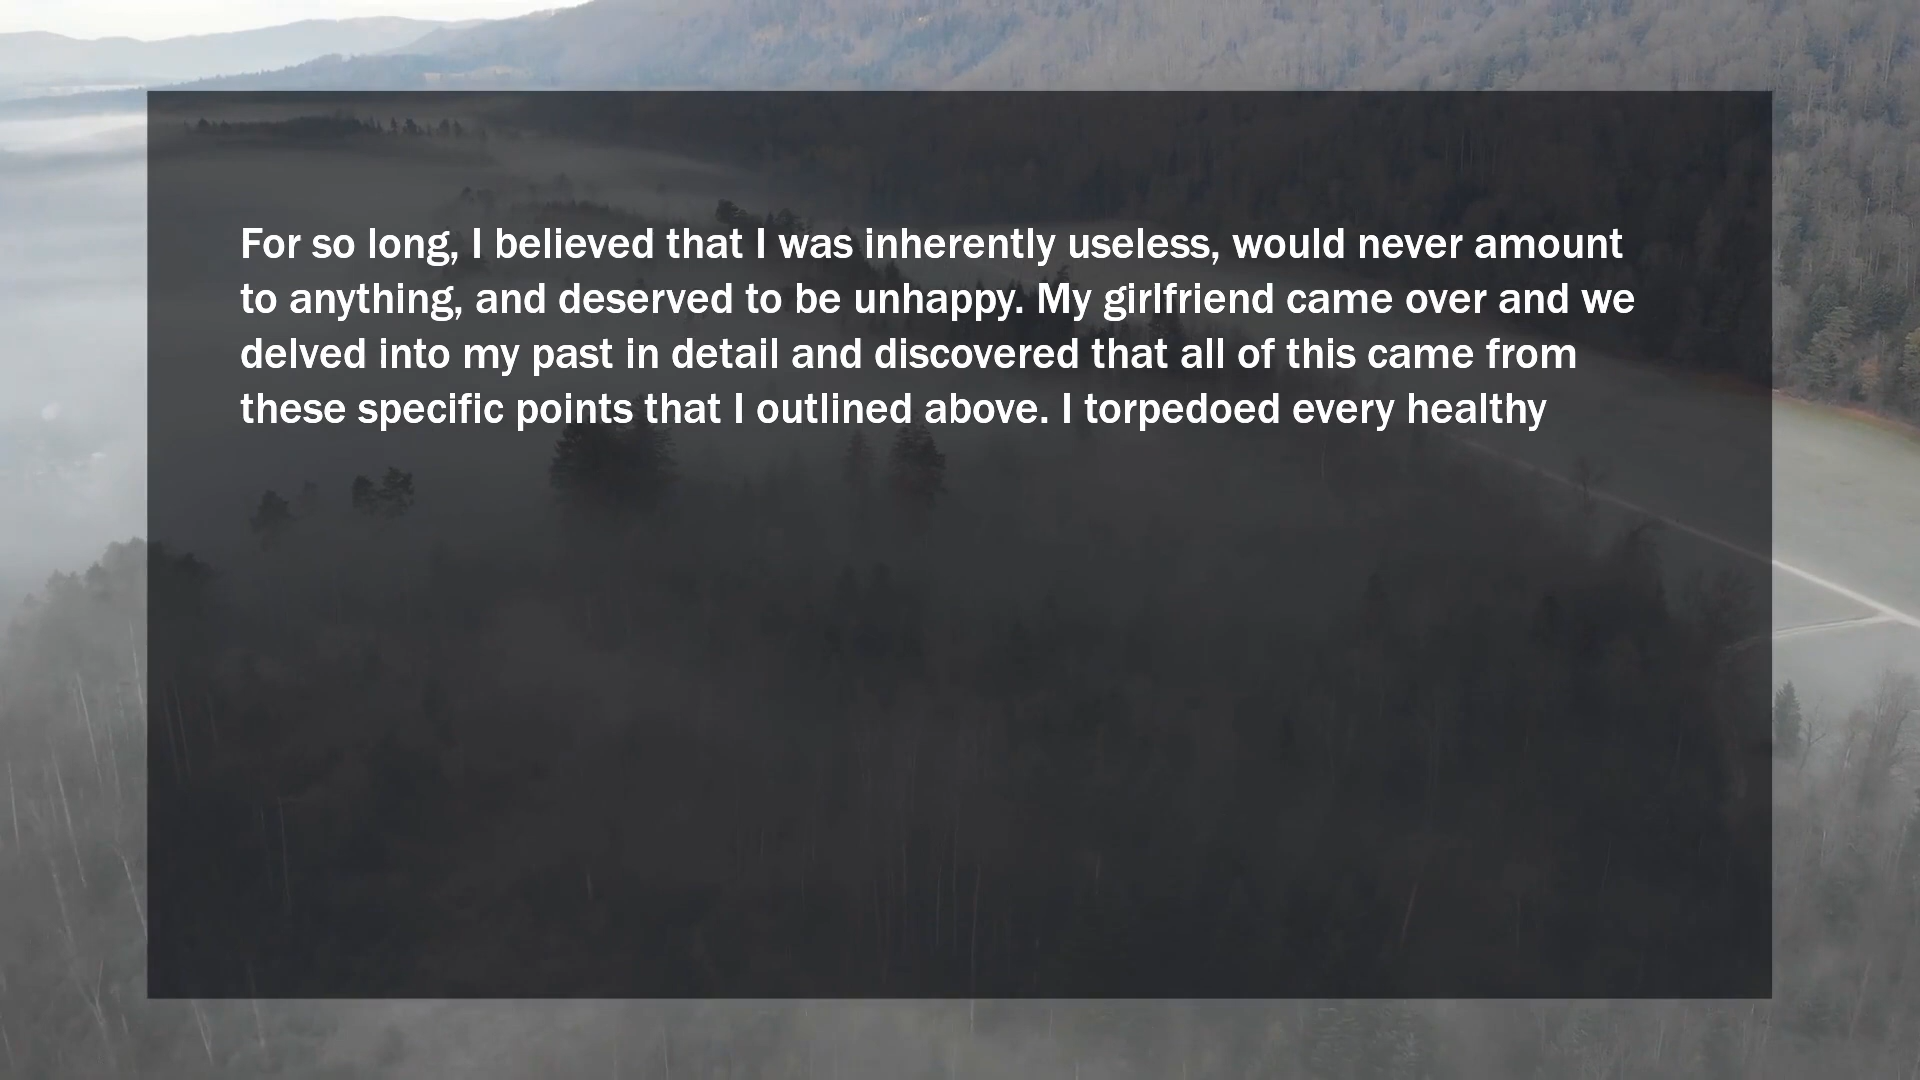 For so long, I believed that I was inherently useless, would never amount
to anything, and deserved to be unhappy. My girlfriend came over and we
delved into my past in detail and discovered that all of this came from
these specific points that I outlined above. I torpedoed every healthy